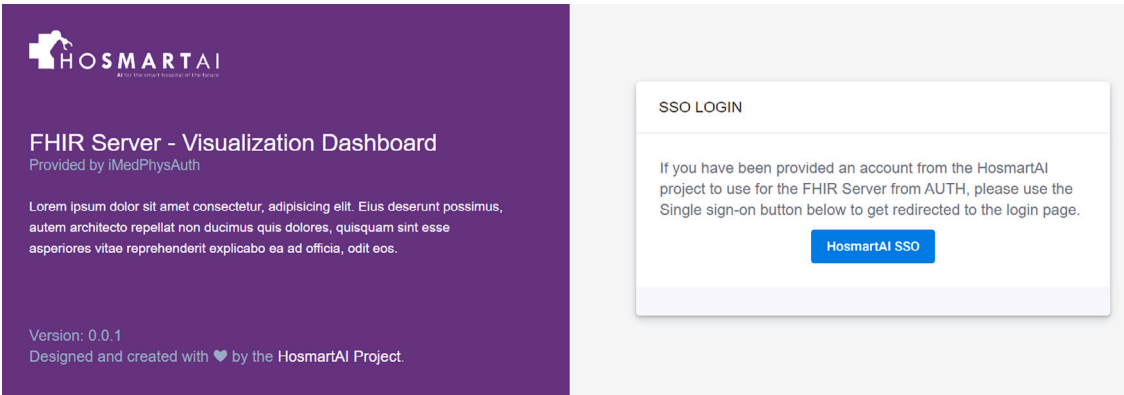 HOSMARTAI
AI for the smart hospital of the future
FHIR Server - Visualization Dashboard
Provided by iMedPhysAuth
Lorem ipsum dolor sit amet consectetur, adipisicing elit. Eius deserunt possimus,
autem architecto repellat non ducimus quis dolores, quisquam sint esse
asperiores vitae reprehenderit explicabo ea ad officia, odit eos.
Version: 0.0.1
Designed and created with ♥ by the HosmartAI Project.
SSO LOGIN
If you have been provided an account from the HosmartAI
project to use for the FHIR Server from AUTH, please use the
Single sign-on button below to get redirected to the login page.
HosmartAI SSO